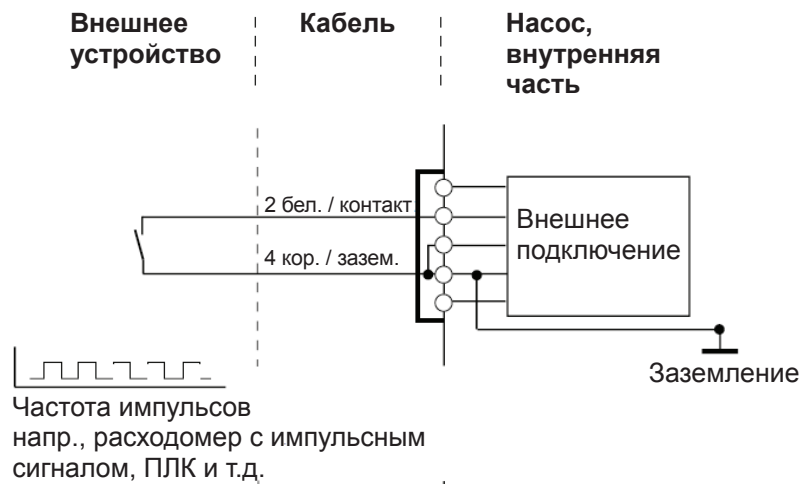 Внешнее
устройство
Кабель
Насос,
внутренняя
часть
2 бел. / контакт
4 кор. / зазем.
Внешнее
подключение
Заземление
Частота импульсов
напр., расходомер с импульсным
сигналом, ПЛК и т.д.